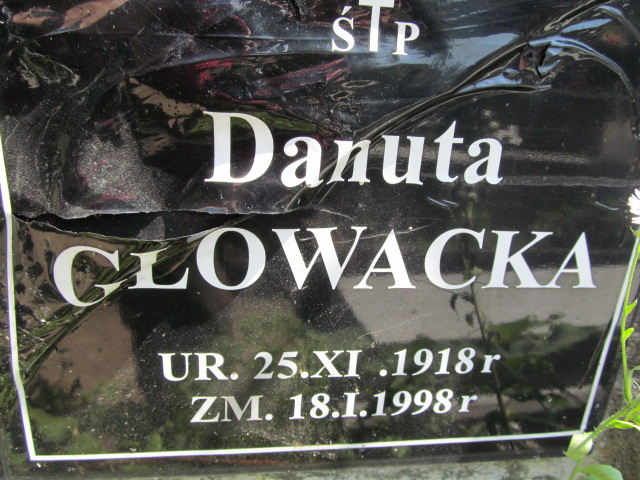 Ś P
Danuta
GŁOWACKA
UR. 25.XI .1918 r
ZM. 18.I.1998 r